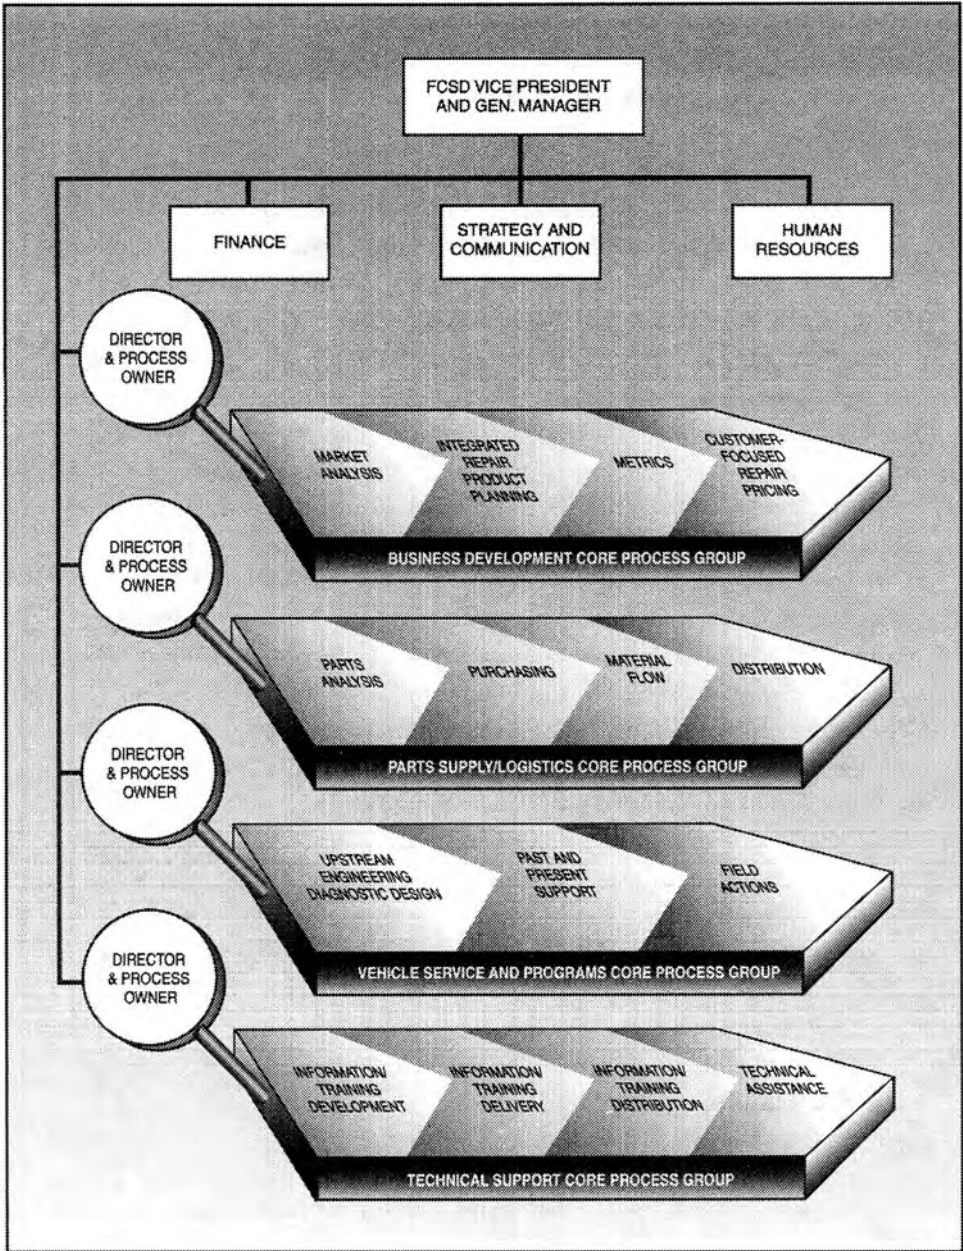 FCSD VICE PRESIDENT
AND GEN. MANAGER
FINANCE
STRATEGY AND
COMMUNICATION
HUMAN
RESOURCES
DIRECTOR
& PROCESS
OWNER
MARKET
ANALYSIS
INTEGRATED
REPAIR
PRODUCT
PLANNING
METRICS
CUSTOMER-
FOCUSED
REPAIR
PRICING
BUSINESS DEVELOPMENT CORE PROCESS GROUP
DIRECTOR
& PROCESS
OWNER
PARTS
ANALYSIS
PURCHASING
MATERIAL
FLOW
DISTRIBUTION
PARTS SUPPLY/LOGISTICS CORE PROCESS GROUP
DIRECTOR
& PROCESS
OWNER
UPSTREAM
ENGINEERING
DIAGNOSTIC DESIGN
PAST AND
PRESENT
SUPPORT
FIELD
ACTIONS
VEHICLE SERVICE AND PROGRAMS CORE PROCESS GROUP
DIRECTOR
& PROCESS
OWNER
INFORMATION/
TRAINING
DEVELOPMENT
INFORMATION/
TRAINING
DELIVERY
INFORMATION/
TRAINING
DISTRIBUTION
TECHNICAL
ASSISTANCE
TECHNICAL SUPPORT CORE PROCESS GROUP